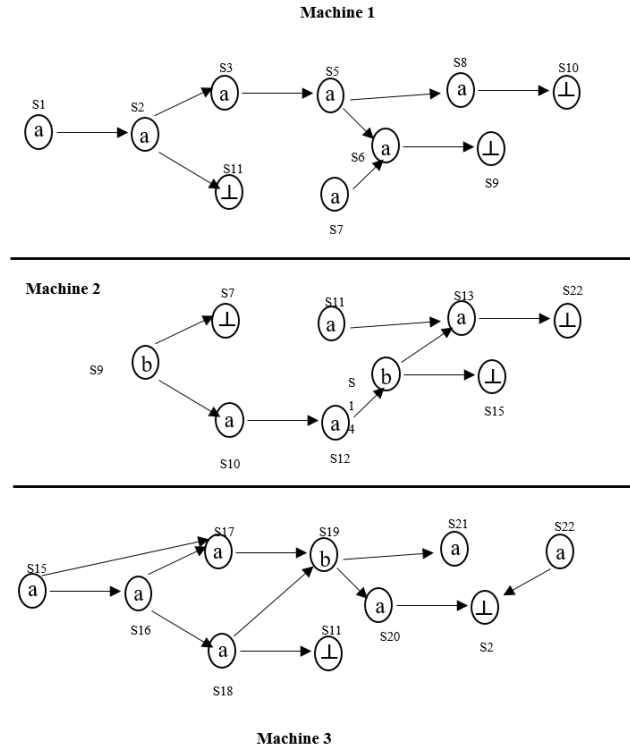 Machine 1
S3 S5 S8 S10
a a a ⊥
S1 S2
a a
S6 a ⊥
S11 S9
⊥ a
S7
Machine 2
S7 S11 S13 S22
⊥ a a ⊥
S9 b
S 1 4 b ⊥
S15
a a
S10 S12
S17 S19 S21 S22
a b a a
S15
a a a ⊥
S16 S20 S2
S11
a ⊥
S18
Machine 3